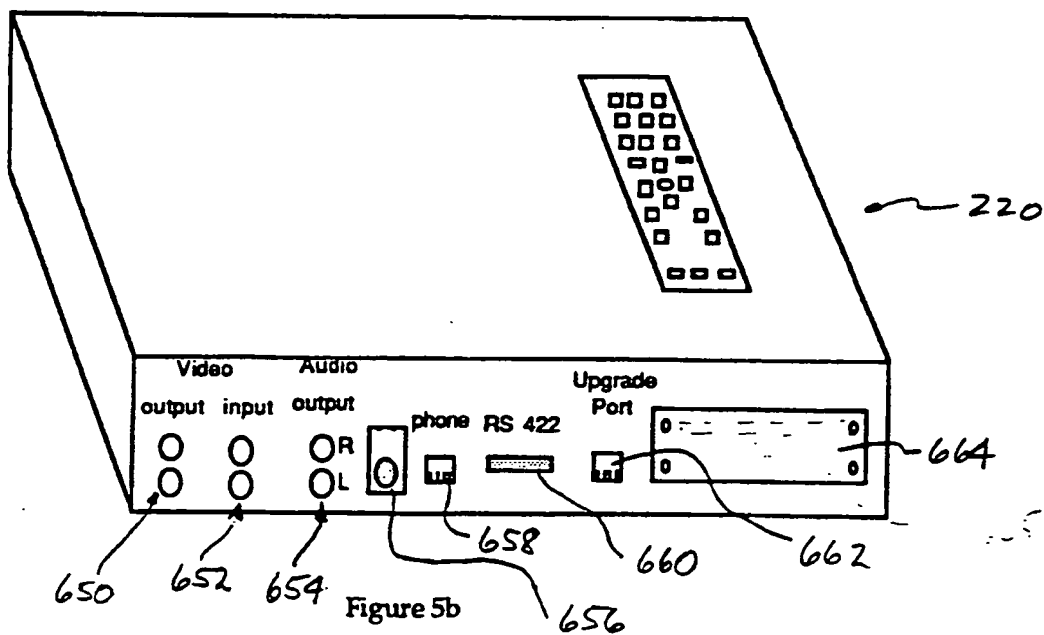 220
Video Audio
output input output
R
L
phone RS 422
Upgrade
Port
664
650
652
654
656
658
660
662
Figure 5b